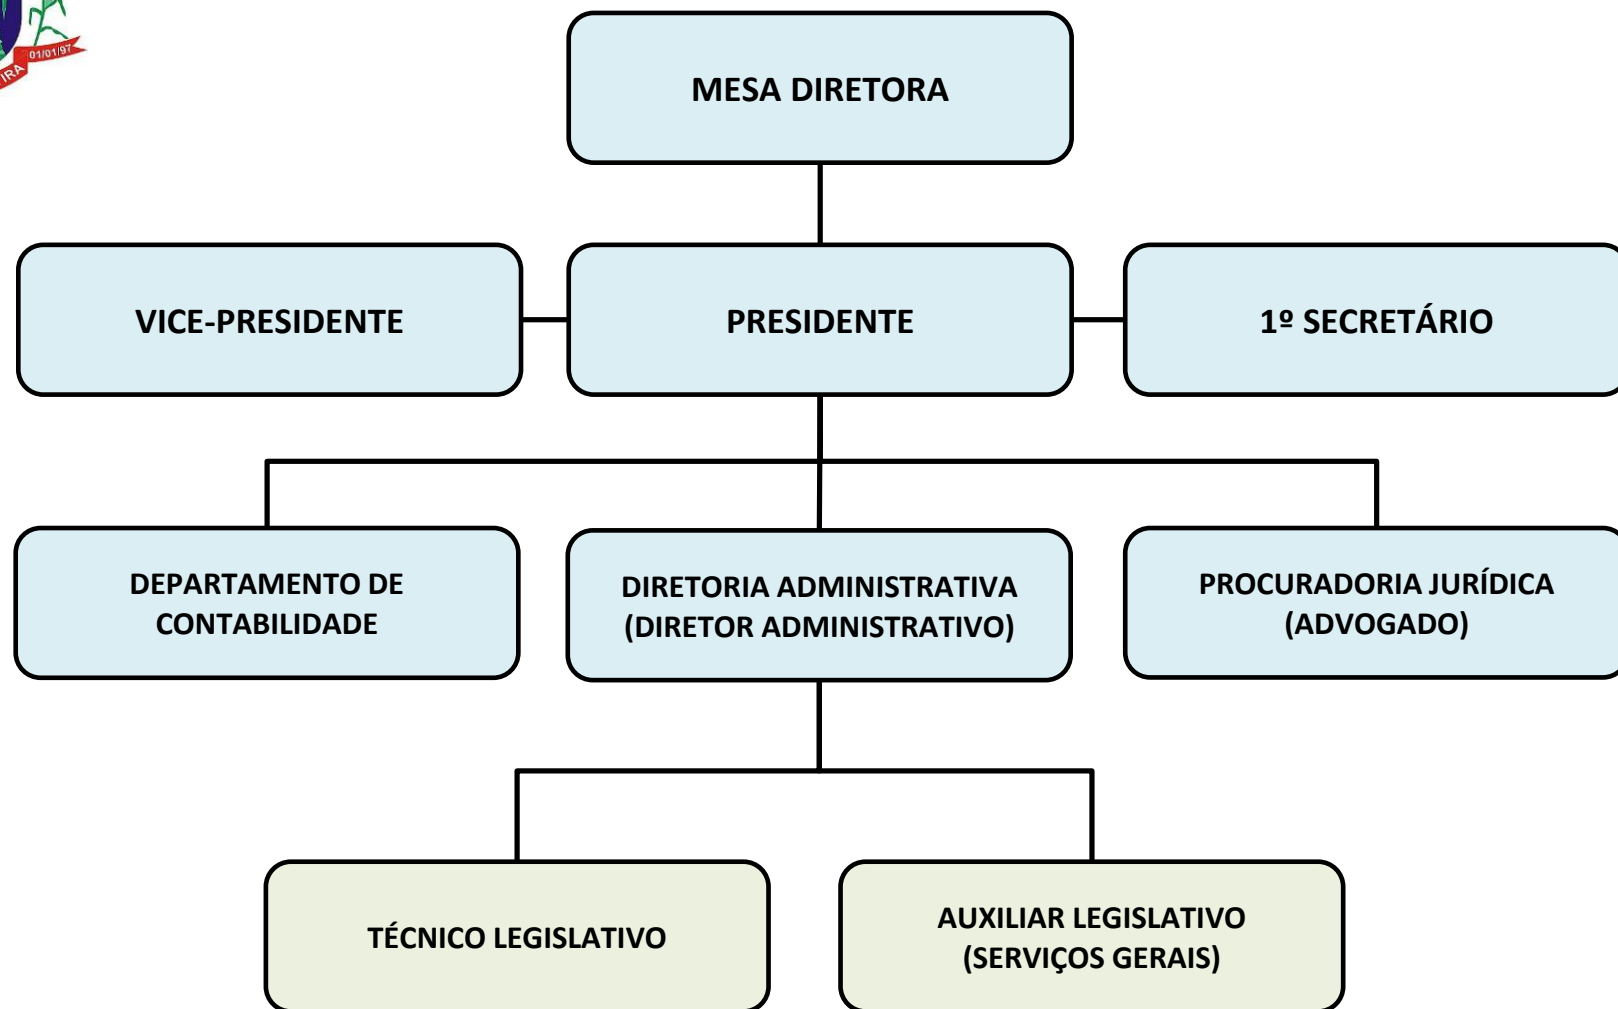 01/01/97
IRA
MESA DIRETORA
VICE-PRESIDENTE
PRESIDENTE
1º SECRETÁRIO
DEPARTAMENTO DE
CONTABILIDADE
DIRETORIA ADMINISTRATIVA
(DIRETOR ADMINISTRATIVO)
PROCURADORIA JURÍDICA
(ADVOGADO)
TÉCNICO LEGISLATIVO
AUXILIAR LEGISLATIVO
(SERVIÇOS GERAIS)